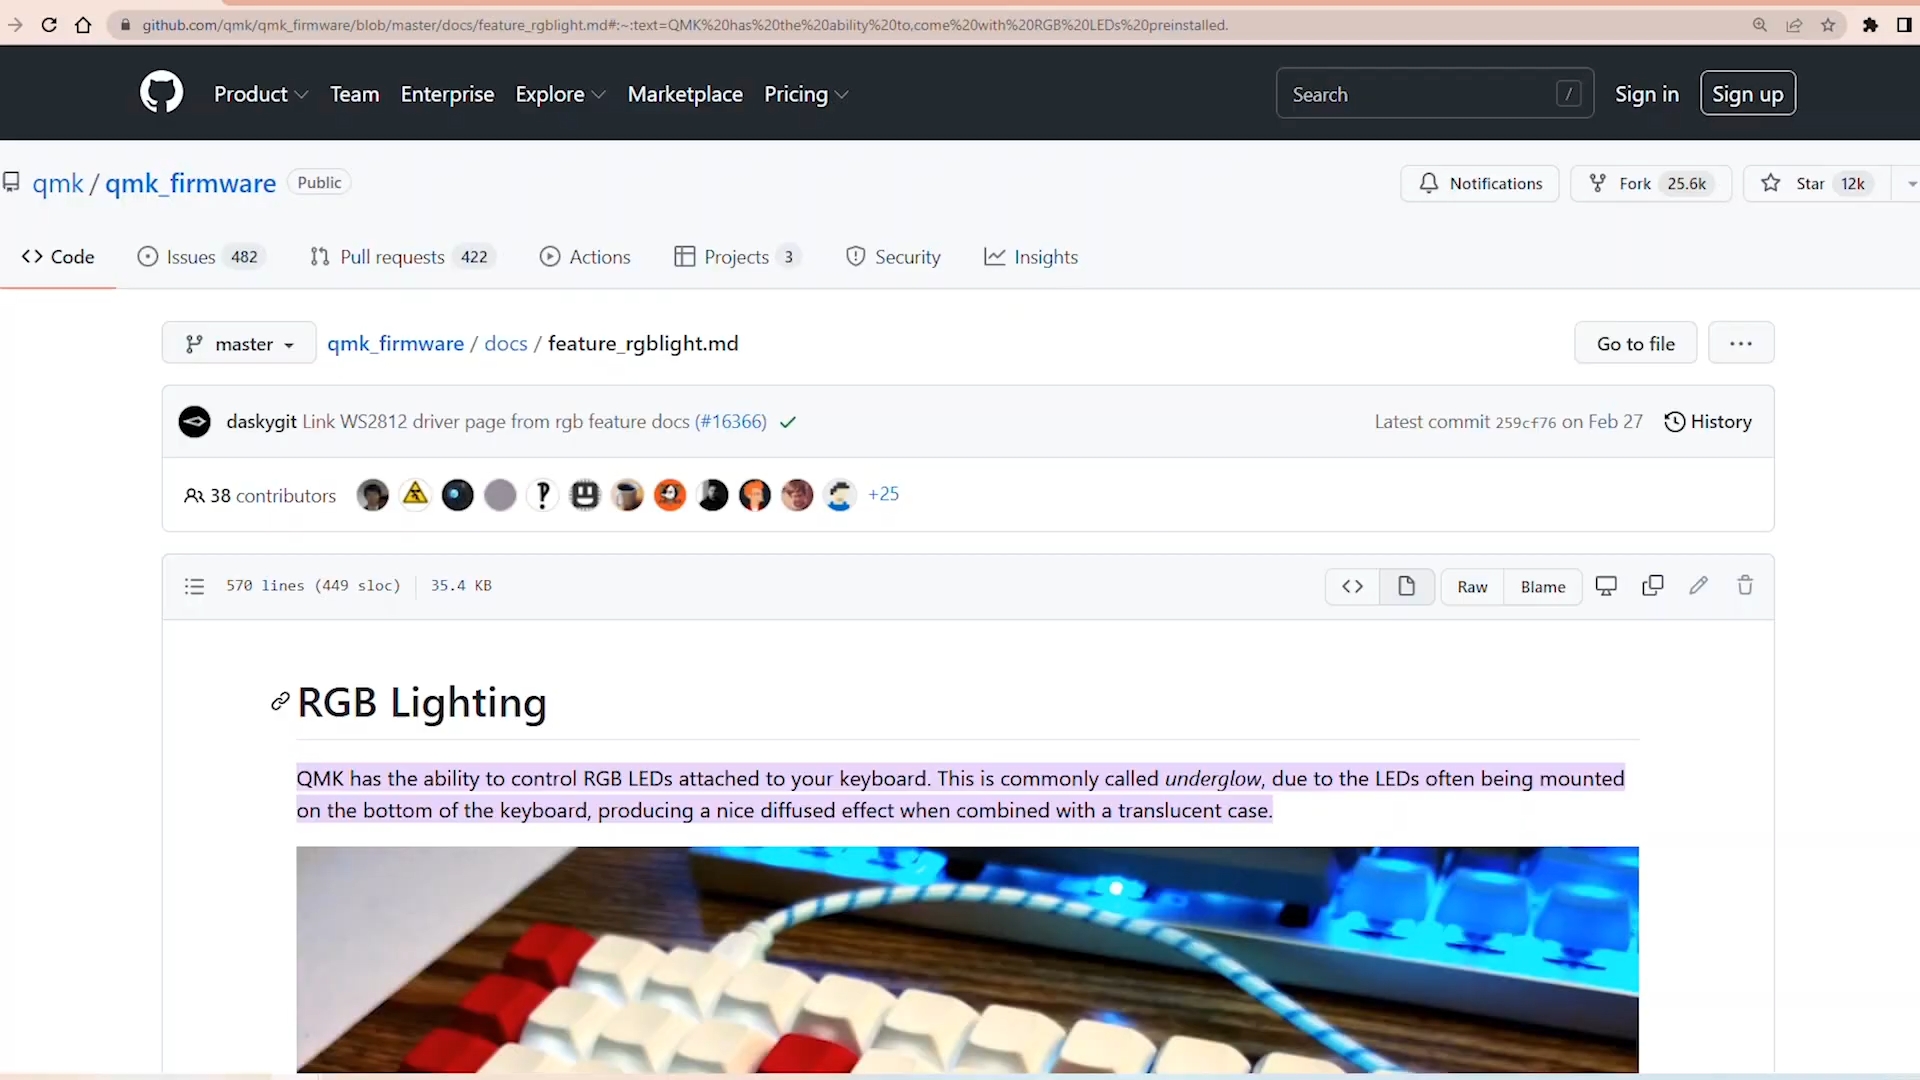 github.com/qmk/qmk_firmware/blob/master/docs/feature_rgblight.md#:~:text=QMK%20has%20the%20ability%20to,come%20with%20RGB%20LEDs%20preinstalled.
Product Team Enterprise Explore Marketplace Pricing Search / Sign in Sign up
qmk / qmk_firmware Public Notifications Fork 25.6k Star 12k
Code Issues 482 Pull requests 422 Actions Projects 3 Security Insights
master qmk_firmware / docs / feature_rgblight.md Go to file ...
daskygit Link WS2812 driver page from rgb feature docs (#16366) Latest commit 259cf76 on Feb 27 History
38 contributors +25
570 lines (449 sloc) 35.4 KB <> Raw Blame
RGB Lighting
QMK has the ability to control RGB LEDs attached to your keyboard. This is commonly called underglow, due to the LEDs often being mounted
on the bottom of the keyboard, producing a nice diffused effect when combined with a translucent case.